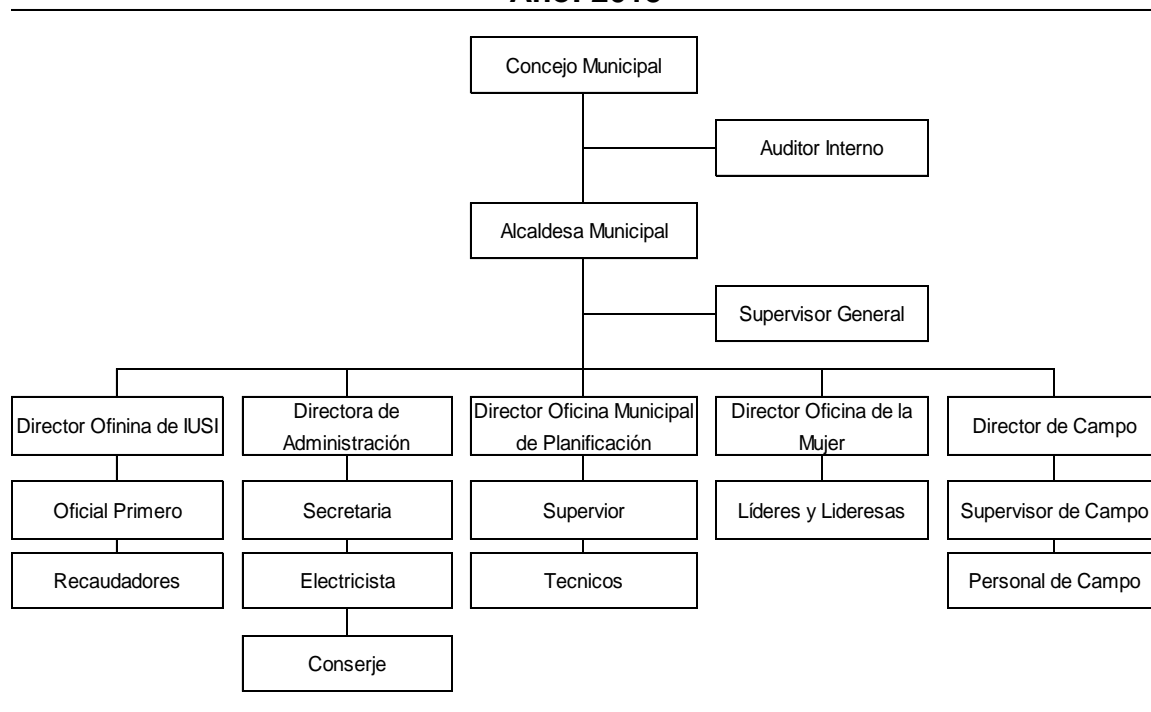 Concejo Municipal
Auditor Interno
Alcaldesa Municipal
Supervisor General
Director Ofinina de IUSI
Directora de
Administración
Director Oficina Municipal
de Planificación
Director Oficina de la
Mujer
Director de Campo
Oficial Primero
Secretaria
Supervior
Líderes y Lideresas
Supervisor de Campo
Recaudadores
Electricista
Tecnicos
Personal de Campo
Conserje